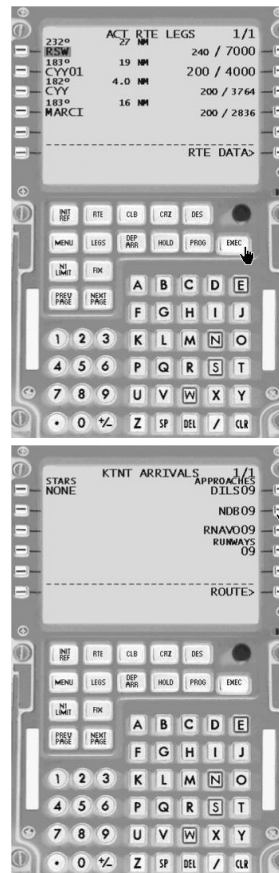 ACT RTE LEGS 1/1
232° 27 NM
RSW 240 / 7000
183° 19 NM
CYY01 200 / 4000
182° 4.0 NM
CYY 200 / 3764
183° 16 NM
MARCI 200 / 2836
RTE DATA>
INIT REF RTE CLB CRZ DES
MENU LEGS DEP ARR HOLD PROG EXEC
N1 LIMIT FIX
PREV PAGE NEXT PAGE
A B C D E
F G H I J
1 2 3 K L M N O
4 5 6 P Q R S T
7 8 9 U V W X Y
. 0 +/- Z SP DEL / CLR
KTNT ARRIVALS 1/1
STARS APPROACHES
NONE DILS09
NDB09
RNAVO09
RUNWAYS
09
ROUTE>
INIT REF RTE CLB CRZ DES
MENU LEGS DEP ARR HOLD PROG EXEC
N1 LIMIT FIX
PREV PAGE NEXT PAGE
A B C D E
F G H I J
1 2 3 K L M N O
4 5 6 P Q R S T
7 8 9 U V W X Y
. 0 +/- Z SP DEL / CLR